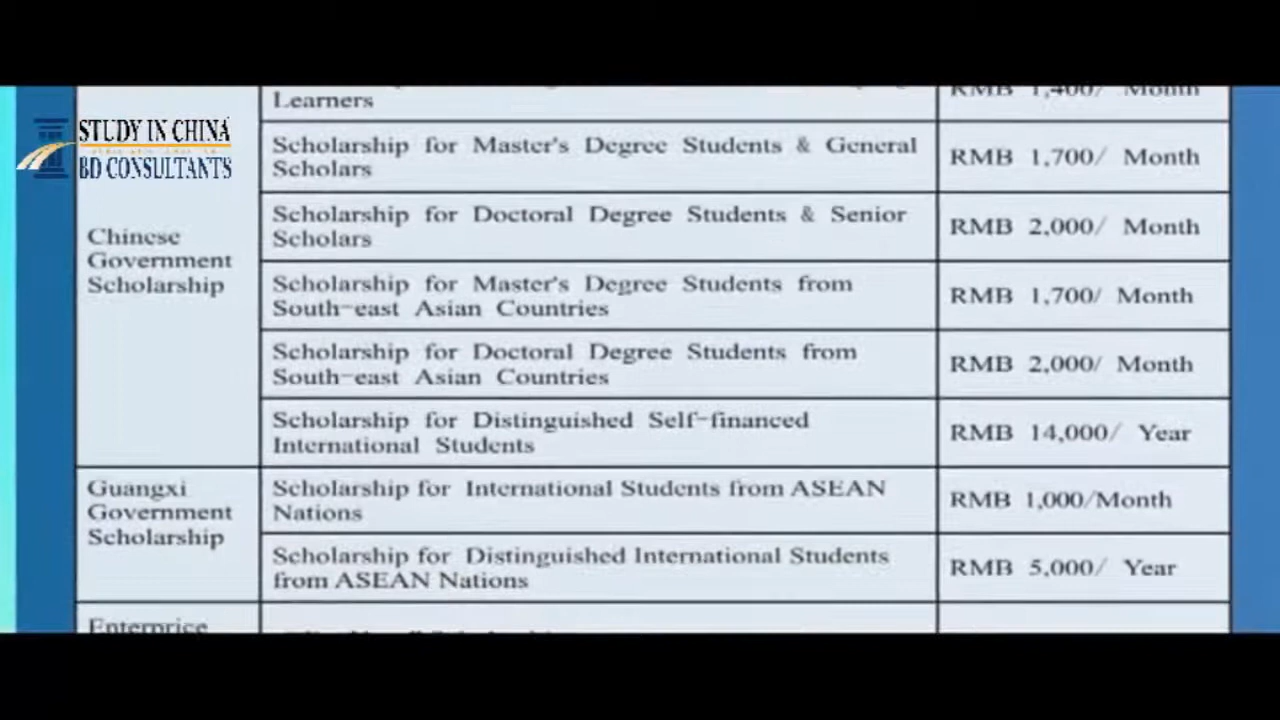 STUDY IN CHINA
BD CONSULTANTS
Learners
RMB 1,400/ Month
Chinese
Government
Scholarship
Scholarship for Master's Degree Students & General
Scholars
RMB 1,700/ Month
Scholarship for Doctoral Degree Students & Senior
Scholars
RMB 2,000/ Month
Scholarship for Master's Degree Students from
South-east Asian Countries
RMB 1,700/ Month
Scholarship for Doctoral Degree Students from
South-east Asian Countries
RMB 2,000/ Month
Scholarship for Distinguished Self-financed
International Students
RMB 14,000/ Year
Guangxi
Government
Scholarship
Scholarship for International Students from ASEAN
Nations
RMB 1,000/Month
Scholarship for Distinguished International Students
from ASEAN Nations
RMB 5,000/ Year
Enterprice